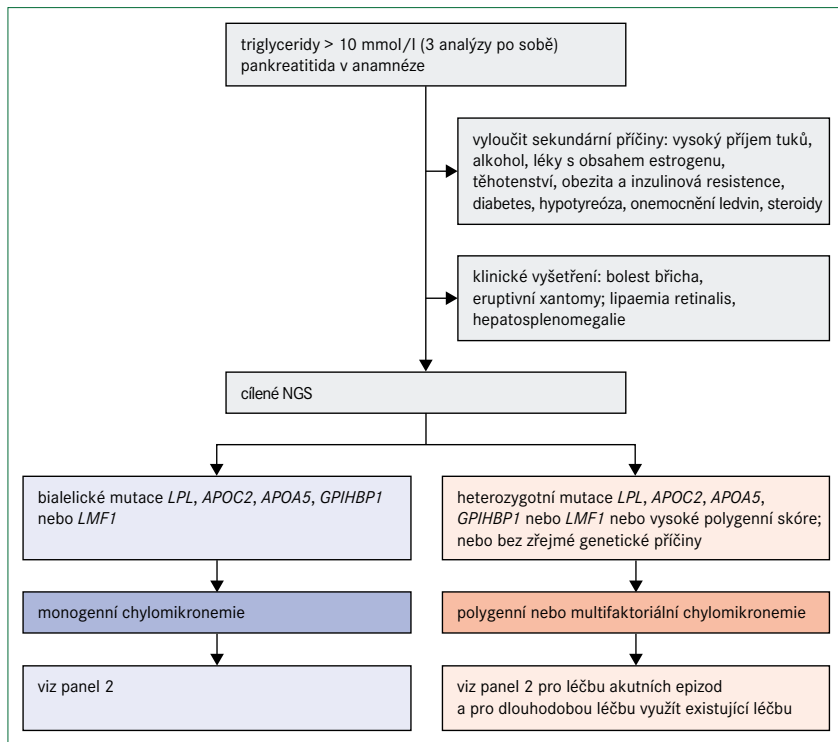 triglyceridy > 10 mmol/l (3 analýzy po sobě)
pankreatitida v anamnéze
vyloučit sekundární příčiny: vysoký příjem tuků,
alkohol, léky s obsahem estrogenu,
těhotenství, obezita a inzulinová resistence,
diabetes, hypotyreóza, onemocnění ledvin, steroidy
klinické vyšetření: bolest břicha,
eruptivní xantomy; lipaemia retinalis,
hepatosplenomegalie
cílené NGS
bialelické mutace LPL, APOC2, APOA5, GPIHBP1
nebo LMF1
heterozygotní mutace LPL, APOC2, APOA5,
GPIHBP1 nebo LMF1 nebo vysoké polygenní skóre;
nebo bez zřejmé genetické příčiny
monogenní chylomikronemie
polygenní nebo multifaktoriální chylomikronemie
viz panel 2
viz panel 2 pro léčbu akutních epizod
a pro dlouhodobou léčbu využít existující léčbu